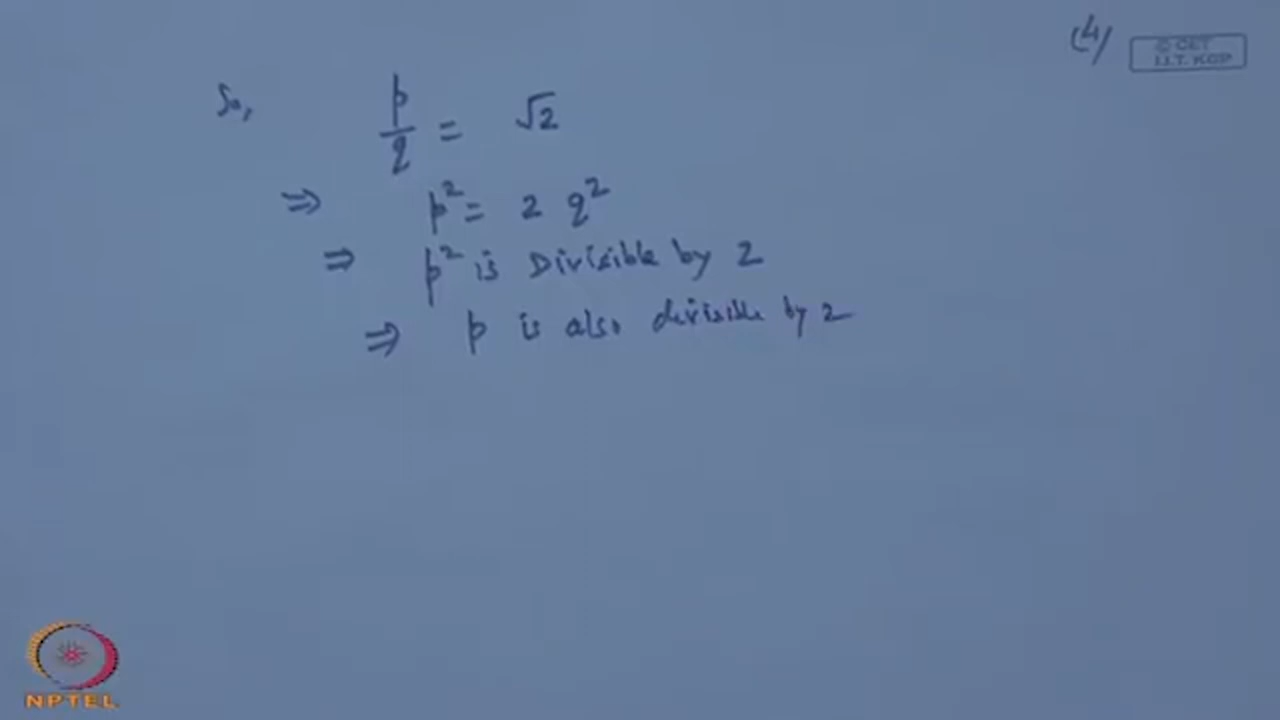 (4)
© CET
I.I.T. KGP
So, p/q = √2
⇒ p² = 2 q²
⇒ p² is Divisible by 2
⇒ p is also divisible by 2
NPTEL